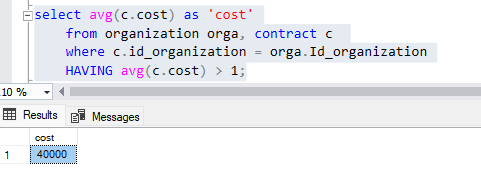 select avg(c.cost) as 'cost'
from organization orga, contract c
where c.id_organization = orga.Id_organization
HAVING avg(c.cost) > 1;
10 %
Results Messages
cost
1 40000